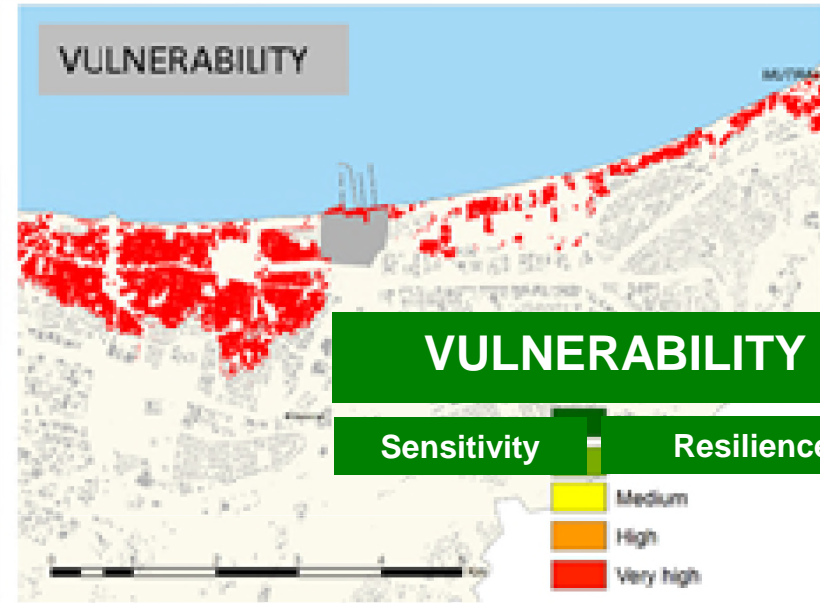 VULNERABILITY
VULNERABILITY
Sensitivity
Resilience
Medium
High
Very high